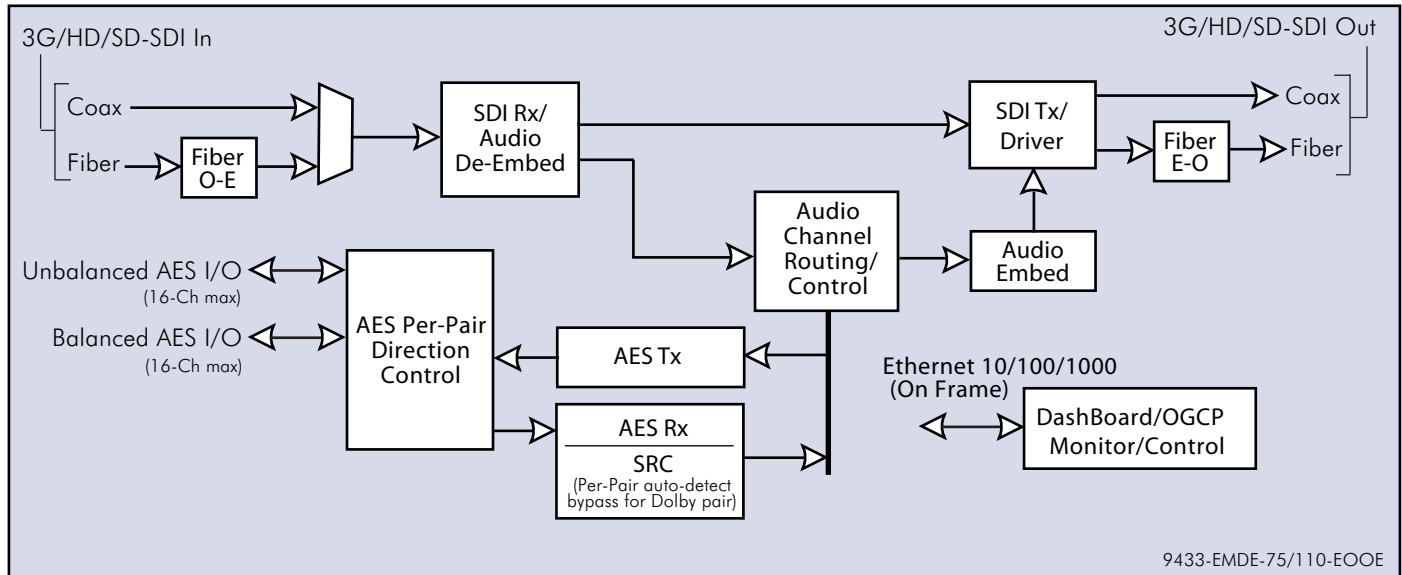 3G/HD/SD-SDI In
3G/HD/SD-SDI Out
Coax
Fiber
Fiber
O-E
SDI Rx/
Audio
De-Embed
SDI Tx/
Driver
Coax
Fiber
E-O
Fiber
Audio
Channel
Routing/
Control
Audio
Embed
Unbalanced AES I/O
(16-Ch max)
Balanced AES I/O
(16-Ch max)
AES Per-Pair
Direction
Control
AES Tx
AES Rx
SRC
(Per-Pair auto-detect
bypass for Dolby pair)
Ethernet 10/100/1000
(On Frame)
DashBoard/OGCP
Monitor/Control
9433-EMDE-75/110-EOOE